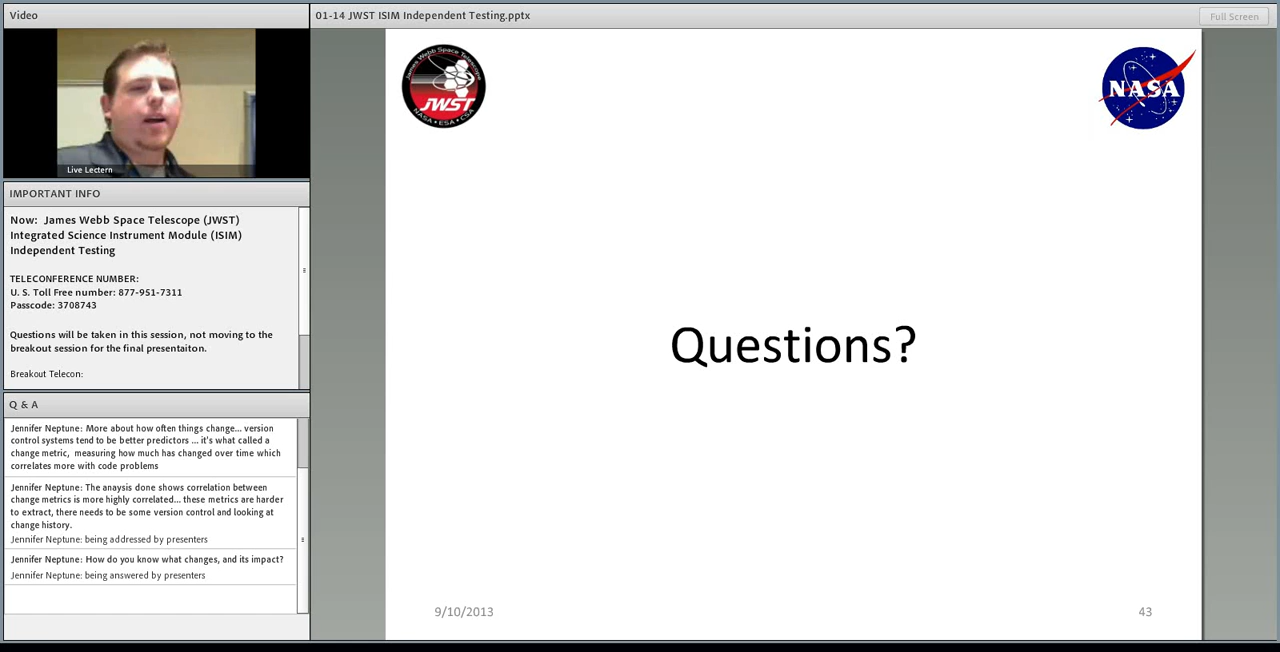 Video
Live Lectern
IMPORTANT INFO
Now: James Webb Space Telescope (JWST)
Integrated Science Instrument Module (ISIM)
Independent Testing
TELECONFERENCE NUMBER:
U. S. Toll Free number: 877-951-7311
Passcode: 3708743
Questions will be taken in this session, not moving to the
breakout session for the final presentaiton.
Breakout Telecon:
Q & A
Jennifer Neptune: More about how often things change... version
control systems tend to be better predictors ... it's what called a
change metric, measuring how much has changed over time which
correlates more with code problems
Jennifer Neptune: The anaysis done shows correlation between
change metrics is more highly correlated... these metrics are harder
to extract, there needs to be some version control and looking at
change history.
Jennifer Neptune: being addressed by presenters
Jennifer Neptune: How do you know what changes, and its impact?
Jennifer Neptune: being answered by presenters
01-14 JWST ISIM Independent Testing.pptx
Full Screen
James Webb Space Telescope
JWST
NASA • ESA • CSA
NASA
Questions?
9/10/2013
43